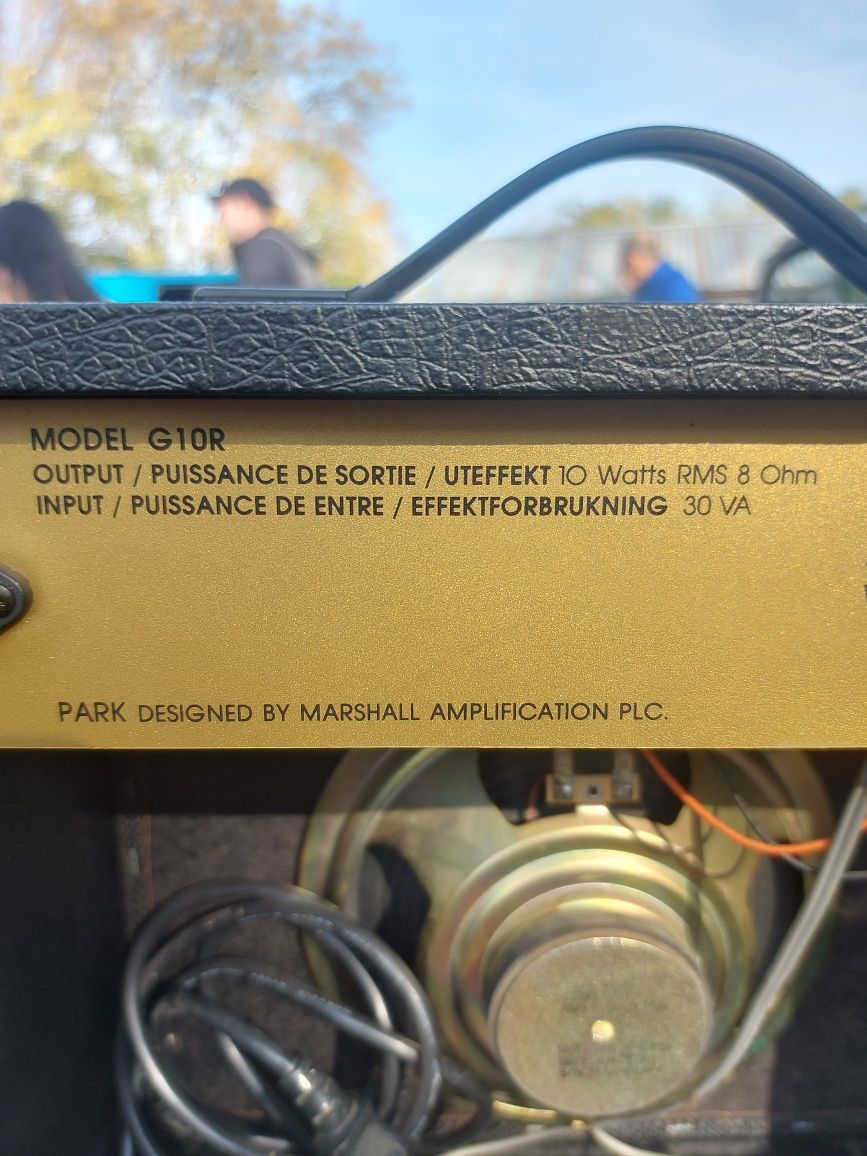 MODEL G10R
OUTPUT / PUISSANCE DE SORTIE / UTEFFEKT 10 Watts RMS 8 Ohm
INPUT / PUISSANCE DE ENTRE / EFFEKTFORBRUKNING 30 VA
PARK DESIGNED BY MARSHALL AMPLIFICATION PLC.